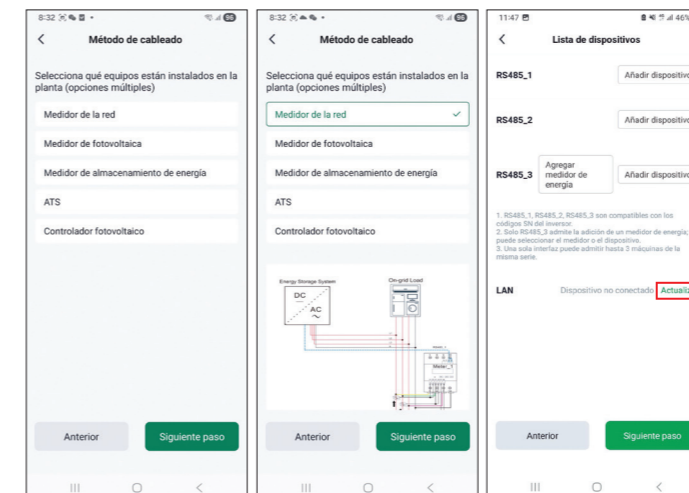 8:32
96
Método de cableado
Selecciona qué equipos están instalados en la
planta (opciones múltiples)
Medidor de la red
Medidor de fotovoltaica
Medidor de almacenamiento de energía
ATS
Controlador fotovoltaico
Anterior
Siguiente paso
8:32
96
Método de cableado
Selecciona qué equipos están instalados en la
planta (opciones múltiples)
Medidor de la red
Medidor de fotovoltaica
Medidor de almacenamiento de energía
ATS
Controlador fotovoltaico
Energy Storage System
On-grid Load
DC
AC
Meter_1
Anterior
Siguiente paso
11:47
46%
Lista de dispositivos
RS485_1
Añadir dispositivo
RS485_2
Añadir dispositivo
RS485_3
Agregar
medidor de
energía
Añadir dispositivo
1. RS485_1, RS485_2, RS485_3 son compatibles con los
códigos SN del inversor.
2. Solo RS485_3 admite la adición de un medidor de energía;
puede seleccionar el medidor o el dispositivo.
3. Una sola interfaz puede admitir hasta 3 máquinas de la
misma serie.
LAN
Dispositivo no conectado
Actualiz
Anterior
Siguiente paso